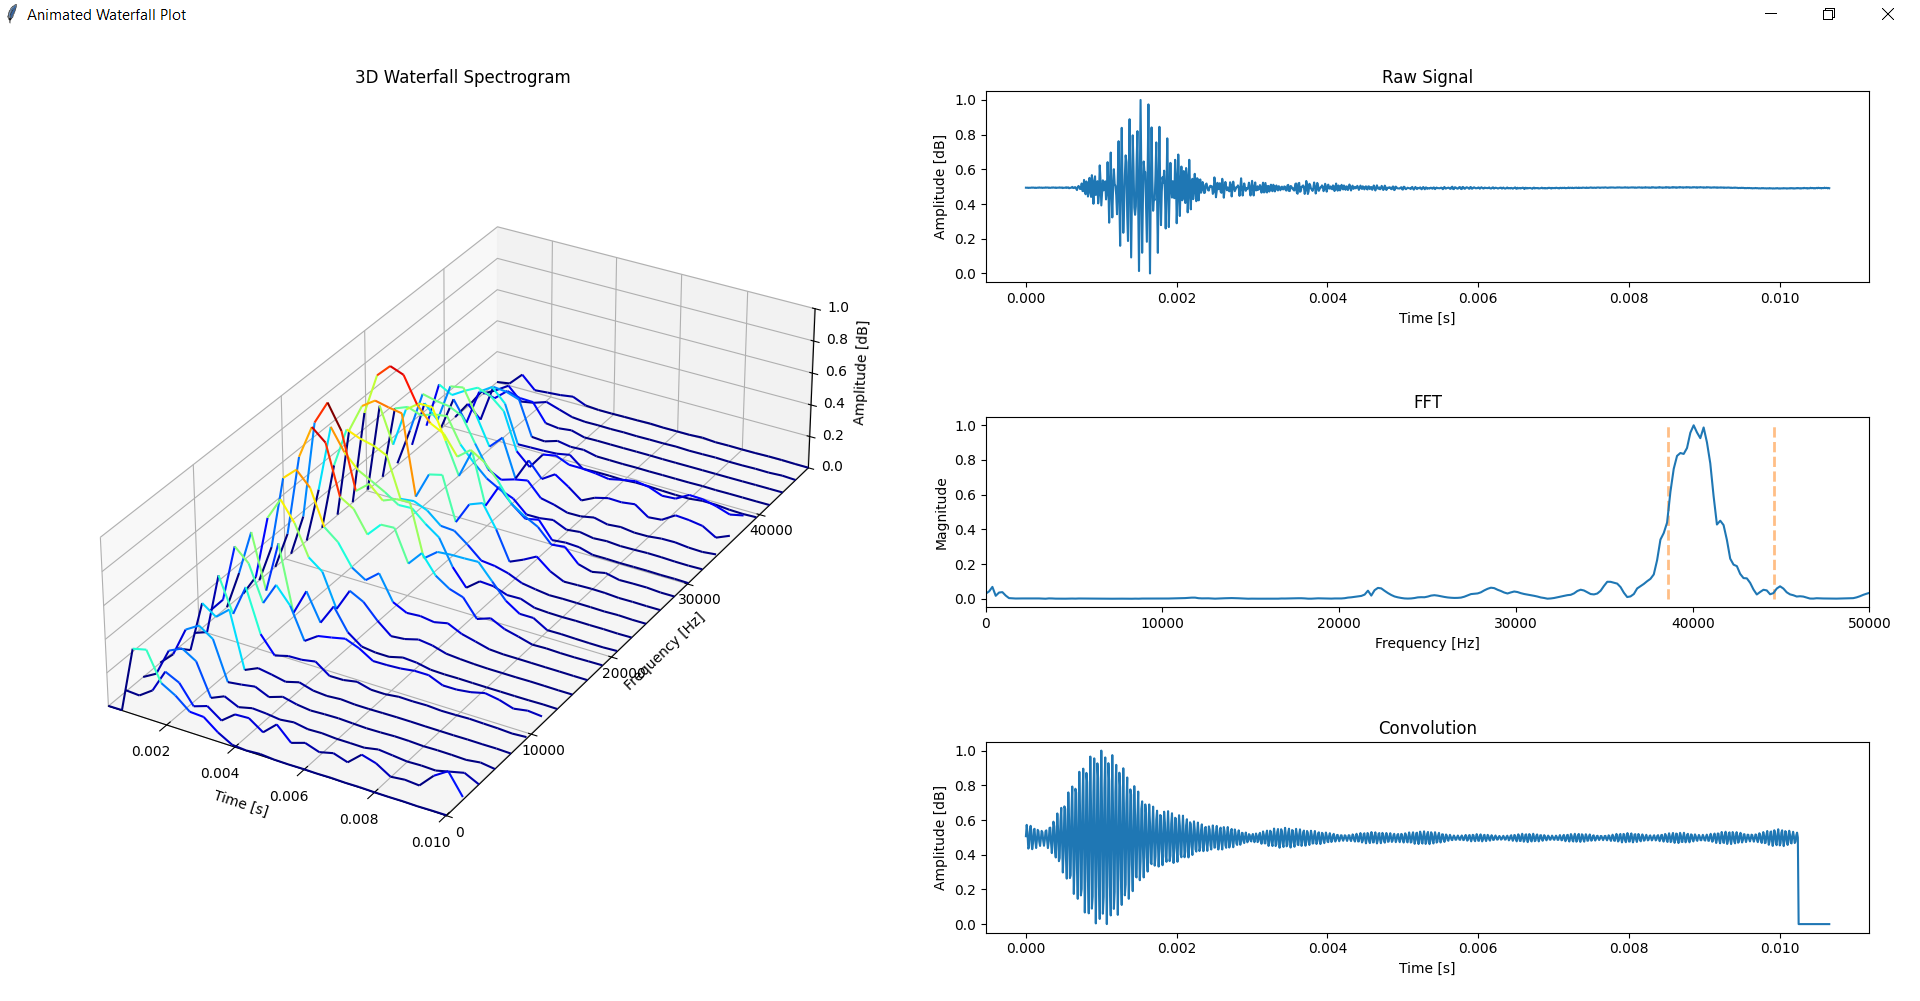 Animated Waterfall Plot
3D Waterfall Spectrogram
1.0
0.8
0.6
0.4
0.2
0.0
Amplitude [dB]
40000
30000
20000
10000
0
Frequency [Hz]
0.002
0.004
0.006
0.008
0.010
Time [s]
Raw Signal
1.0
0.8
0.6
0.4
0.2
0.0
Amplitude [dB]
0.000 0.002 0.004 0.006 0.008 0.010
Time [s]
FFT
1.0
0.8
0.6
0.4
0.2
0.0
Magnitude
0 10000 20000 30000 40000 50000
Frequency [Hz]
Convolution
1.0
0.8
0.6
0.4
0.2
0.0
Amplitude [dB]
0.000 0.002 0.004 0.006 0.008 0.010
Time [s]